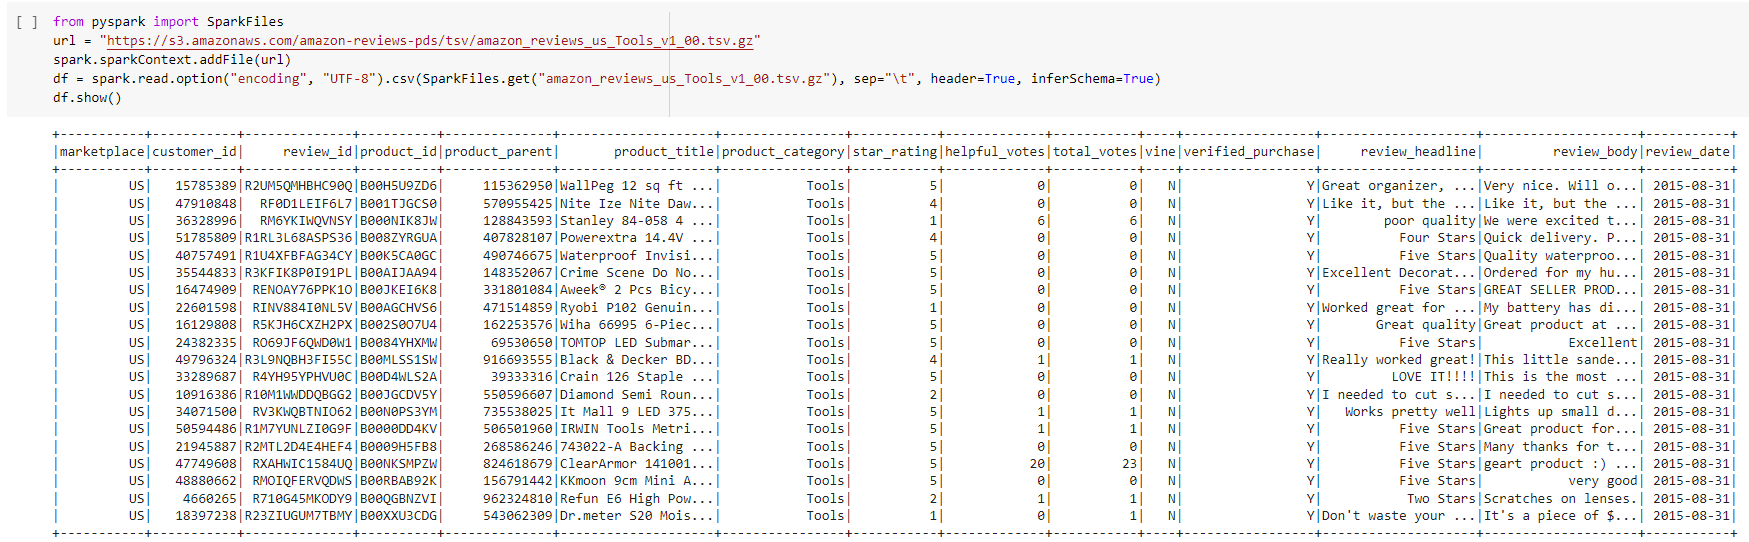 [ ] from pyspark import SparkFiles
url = "https://s3.amazonaws.com/amazon-reviews-pds/tsv/amazon_reviews_us_Tools_v1_00.tsv.gz"
spark.sparkContext.addFile(url)
df = spark.read.option("encoding", "UTF-8").csv(SparkFiles.get("amazon_reviews_us_Tools_v1_00.tsv.gz"), sep="\t", header=True, inferSchema=True)
df.show()
+-----------+-----------+--------------+----------+--------------+--------------------+----------------+-----------+-------------+-----------+----+-----------------+--------------------+--------------------+-----------+
|marketplace|customer_id|     review_id|product_id|product_parent|       product_title|product_category|star_rating|helpful_votes|total_votes|vine|verified_purchase|     review_headline|         review_body|review_date|
+-----------+-----------+--------------+----------+--------------+--------------------+----------------+-----------+-------------+-----------+----+-----------------+--------------------+--------------------+-----------+
|         US|   15785389|R2UM5QMHBHC90Q|B00H5U9ZD6|     115362950|WallPeg 12 sq ft ...|           Tools|          5|            0|          0|   N|                Y|Great organizer, ...|Very nice. Will o...| 2015-08-31|
|         US|   47910848| RF0D1LEIF6L7|B001TJGCS0|     570955425|Nite Ize Nite Daw...|           Tools|          4|            0|          0|   N|                Y|Like it, but the ...|Like it, but the ...| 2015-08-31|
|         US|   36328996| RM6YKIWQVNSY|B000NIK8JW|     128843593|Stanley 84-058 4 ...|           Tools|          1|            6|          6|   N|                Y|        poor quality|We were excited t...| 2015-08-31|
|         US|   51785809|R1RL3L68ASPS36|B008ZYRGUA|     407828107|Powerextra 14.4V ...|           Tools|          4|            0|          0|   N|                Y|          Four Stars|Quick delivery. P...| 2015-08-31|
|         US|   40757491|R1U4XFBFAG34CY|B00K5CA0GC|     490746675|Waterproof Invisi...|           Tools|          5|            0|          0|   N|                Y|          Five Stars|Quality waterproo...| 2015-08-31|
|         US|   35544833|R3KFIK8P0I91PL|B00AIJAA94|     148352067|Crime Scene Do No...|           Tools|          5|            0|          0|   N|                Y|Excellent Decorat...|Ordered for my hu...| 2015-08-31|
|         US|   16474909| RENOAY76PPK1O|B00JKEI6K8|     331801084|Aweek® 2 Pcs Bicy...|           Tools|          5|            0|          0|   N|                Y|          Five Stars|GREAT SELLER PROD...| 2015-08-31|
|         US|   22601598| RINV884I0NL5V|B00AGCHVS6|     471514859|Ryobi P102 Genuin...|           Tools|          1|            0|          0|   N|                Y|Worked great for ...|My battery has di...| 2015-08-31|
|         US|   16129808| R5KJH6CXZH2PX|B002S0O7U4|     162253576|Wiha 66995 6-Piec...|           Tools|          5|            0|          0|   N|                Y|       Great quality|Great product at ...| 2015-08-31|
|         US|   24382335| RO69JF6QWD0W1|B0084YHXMW|      69530650|TOMTOP LED Submar...|           Tools|          5|            0|          0|   N|                Y|          Five Stars|           Excellent| 2015-08-31|
|         US|   49796324|R3L9NQBH3FI55C|B00MLSS1SW|     916693555|Black & Decker BD...|           Tools|          4|            1|          1|   N|                Y|Really worked great!|This little sande...| 2015-08-31|
|         US|   33289687| R4YH95YPHVU0C|B00D4WLS2A|      39333316|Crain 126 Staple ...|           Tools|          5|            0|          0|   N|                Y|         LOVE IT!!!!|This is the most ...| 2015-08-31|
|         US|   10916386|R10M1WWDDQBGG2|B00JGCDV5Y|     550596607|Diamond Semi Roun...|           Tools|          2|            0|          0|   N|                Y|I needed to cut s...|I needed to cut s...| 2015-08-31|
|         US|   34071500| RV3KWQBTNIO62|B00N0PS3YM|     735538025|It Mall 9 LED 375...|           Tools|          5|            1|          1|   N|                Y|   Works pretty well|Lights up small d...| 2015-08-31|
|         US|   50594486|R1M7YUNLZI0G9F|B0000DD4KV|     506501960|IRWIN Tools Metri...|           Tools|          5|            1|          1|   N|                Y|          Five Stars|Great product for...| 2015-08-31|
|         US|   21945887|R2MTL2D4E4HEF4|B0009H5FB8|     268586246|743022-A Backing ...|           Tools|          5|            0|          0|   N|                Y|          Five Stars|Many thanks for t...| 2015-08-31|
|         US|   47749608| RXAHWIC1584UQ|B00NKSMPZW|     824618679|ClearArmor 141001...|           Tools|          5|           20|         23|   N|                Y|          Five Stars|geart product :) ...| 2015-08-31|
|         US|   48880662| RMOIQFERVQDWS|B00RBAB92K|     156791442|KKmoon 9cm Mini A...|           Tools|          5|            0|          0|   N|                Y|          Five Stars|           very good| 2015-08-31|
|         US|    4660265| R710G45MKODY9|B00QGBNZVI|     962324810|Refun E6 High Pow...|           Tools|          2|            1|          1|   N|                Y|           Two Stars|Scratches on lenses.| 2015-08-31|
|         US|   18397238|R23ZIUGUM7TBMY|B00XXU3CDG|     543062309|Dr.meter S20 Mois...|           Tools|          1|            0|          1|   N|                Y|Don't waste your ...|It's a piece of $...| 2015-08-31|
+-----------+-----------+--------------+----------+--------------+--------------------+----------------+-----------+-------------+-----------+----+-----------------+--------------------+--------------------+-----------+